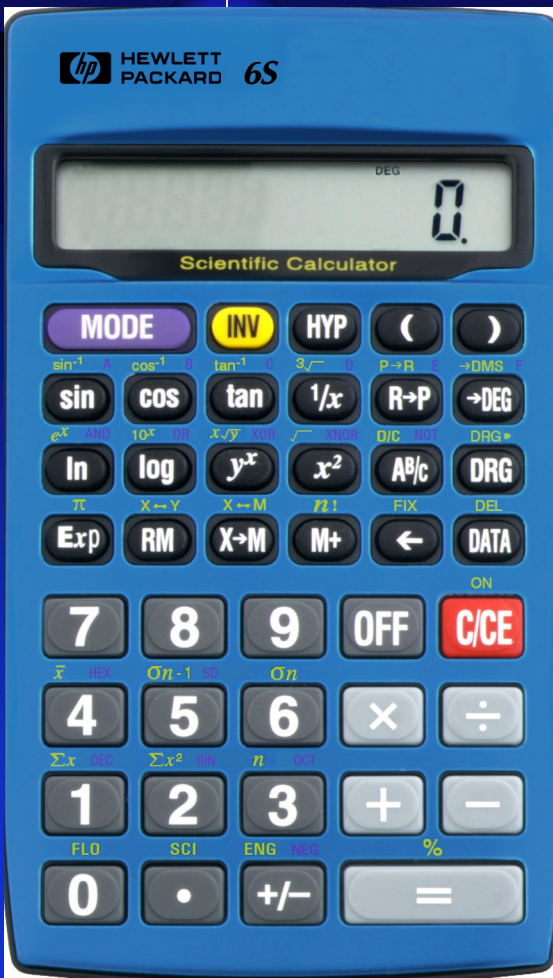 hp HEWLETT PACKARD 6S
DEG
0.
Scientific Calculator
MODE INV HYP ( )
sin⁻¹ A cos⁻¹ B tan⁻¹ C 3√ D P→R E →DMS F
sin cos tan 1/x R→P →DEG
eˣ AND 10ˣ OR x√y XOR √ XNOR D/C NOT DRG▶
ln log yˣ x² Aᴮ/c DRG
π X↔Y X↔M n! FIX DEL
Exp RM X→M M+ ← DATA
ON
7 8 9 OFF C/CE
x̄ HEX σn-1 SD σn
4 5 6 × ÷
Σx DEC Σx² BIN n OCT
1 2 3 + −
FLO SCI ENG NEG %
0 • +/− =